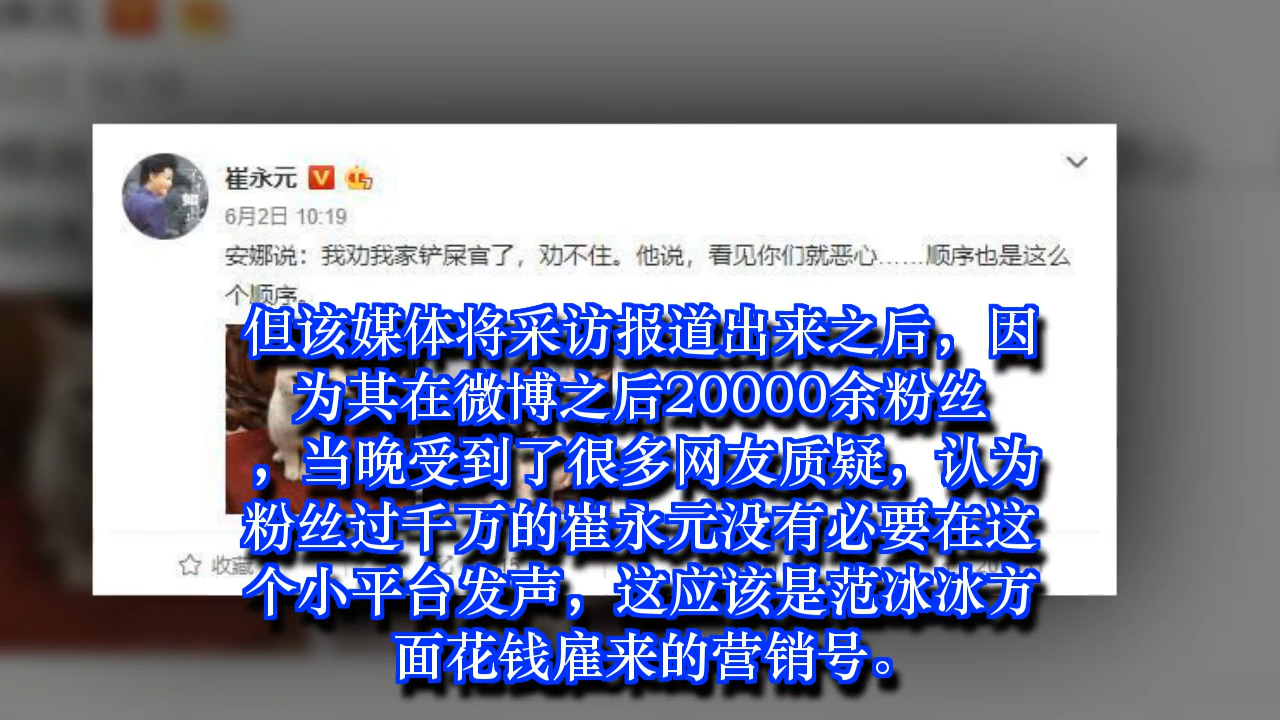 崔永元
6月2日 10:19
安娜说：我劝我家铲屎官了，劝不住。他说，看见你们就恶心……顺序也是这么
个顺序。
但该媒体将采访报道出来之后，因
为其在微博之后20000余粉丝
，当晚受到了很多网友质疑，认为
粉丝过千万的崔永元没有必要在这
个小平台发声，这应该是范冰冰方
面花钱雇来的营销号。
收藏